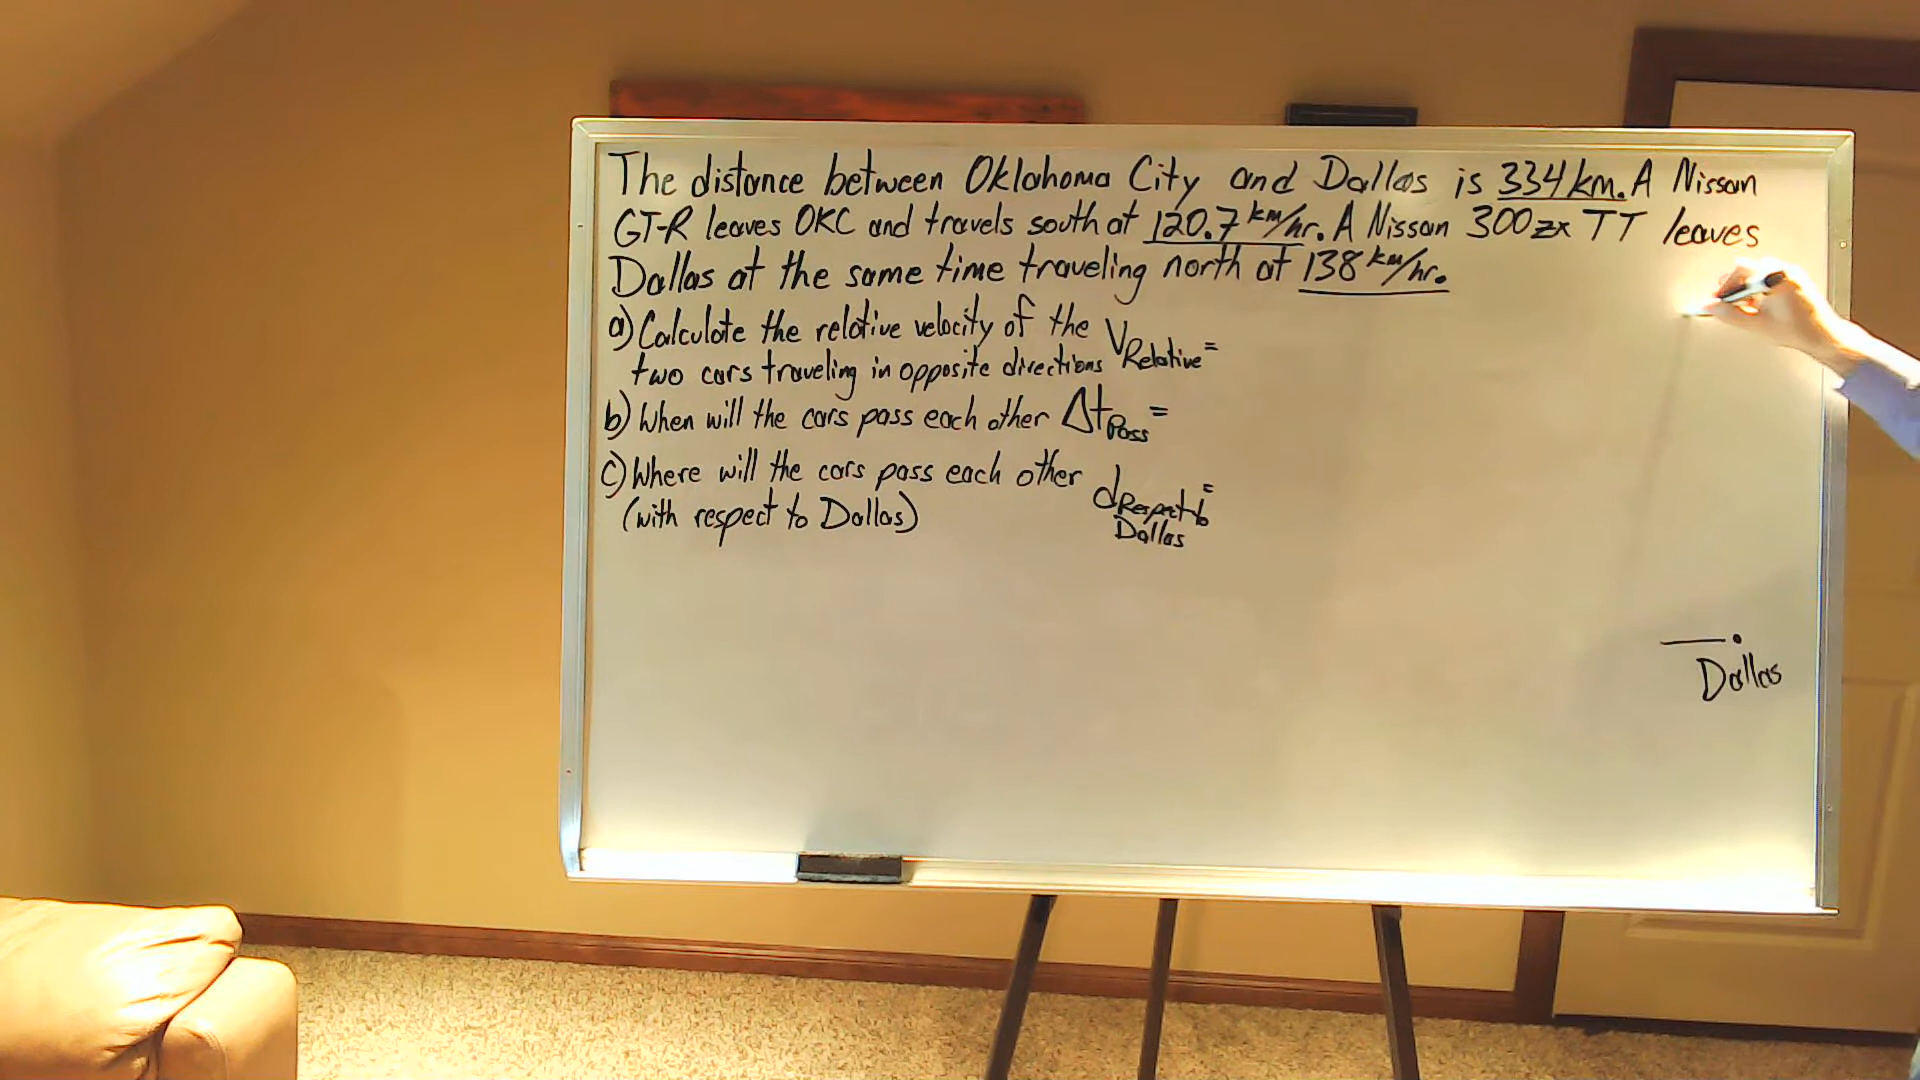 The distance between Oklahoma City and Dallas is 334 km. A Nissan
GT-R leaves OKC and travels south at 120.7 km/hr. A Nissan 300zx TT leaves
Dallas at the same time traveling north at 138 km/hr.
a) Calculate the relative velocity of the V Relative =
two cars traveling in opposite directions
b) When will the cars pass each other Δt Pass =
c) Where will the cars pass each other d Respect to Dallas =
(with respect to Dallas)
Dallas